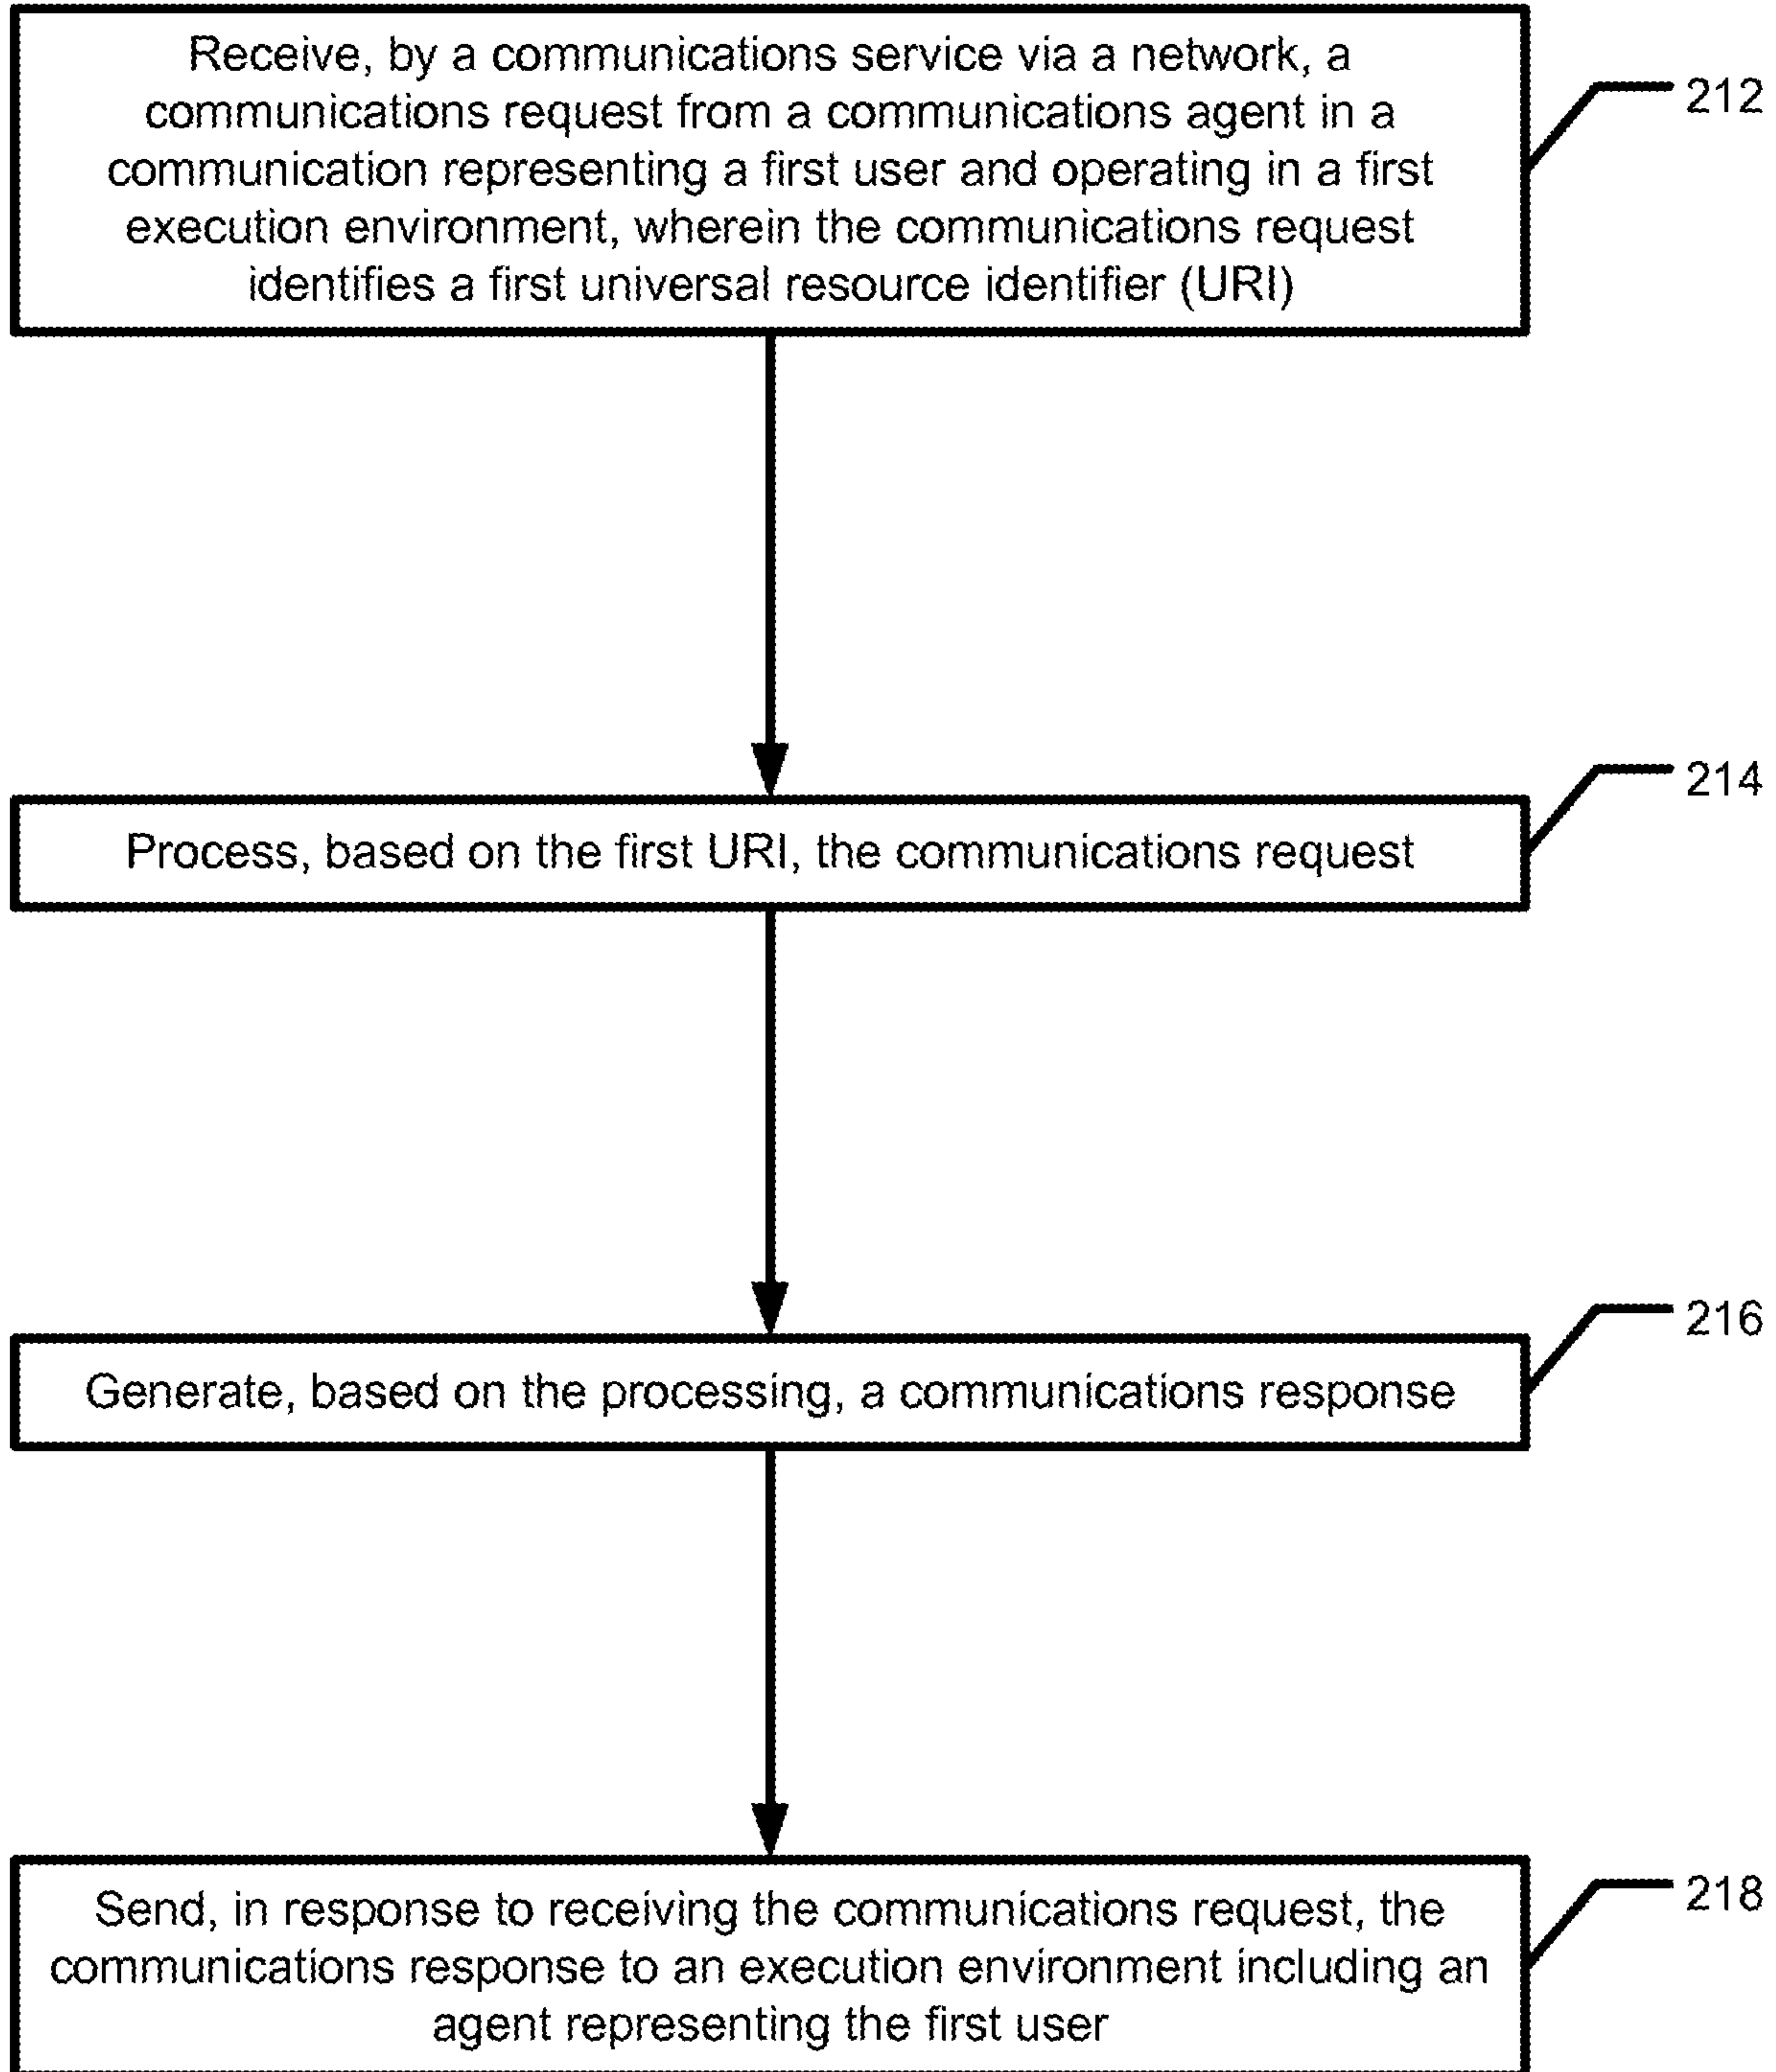 Receive, by a communications service via a network, a
communications request from a communications agent in a
communication representing a first user and operating in a first
execution environment, wherein the communications request
identifies a first universal resource identifier (URI)
212
Process, based on the first URI, the communications request
214
Generate, based on the processing, a communications response
216
Send, in response to receiving the communications request, the
communications response to an execution environment including an
agent representing the first user
218